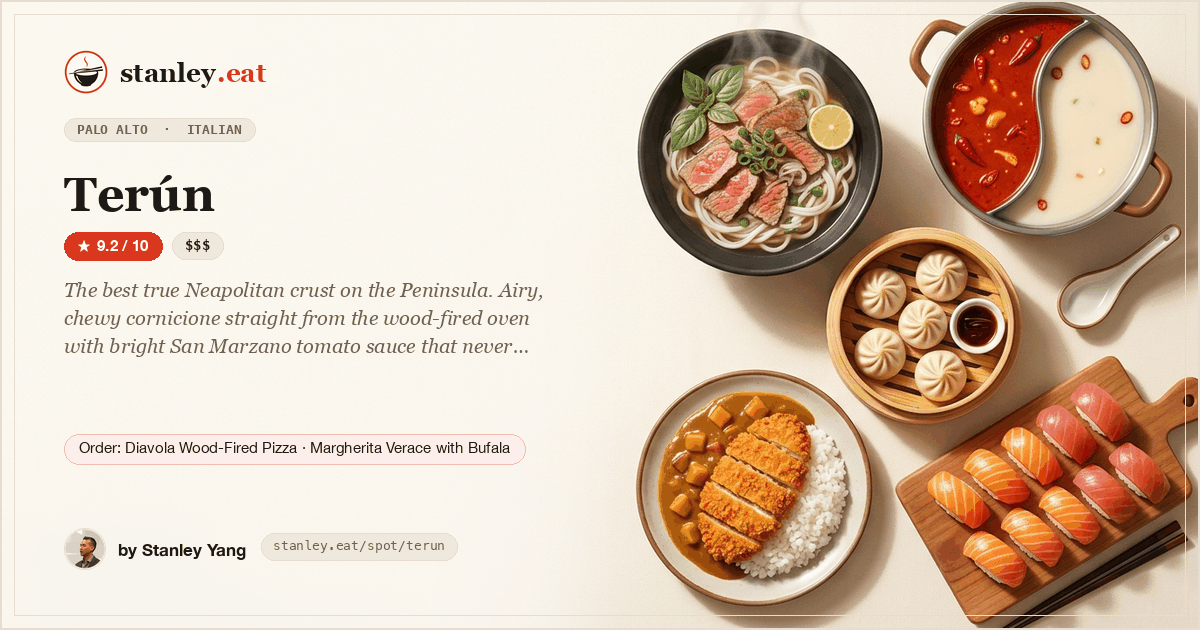 stanley.eat
PALO ALTO · ITALIAN
Terún
★ 9.2 / 10 $$$
The best true Neapolitan crust on the Peninsula. Airy,
chewy cornicione straight from the wood-fired oven
with bright San Marzano tomato sauce that never...
Order: Diavola Wood-Fired Pizza · Margherita Verace with Bufala
by Stanley Yang stanley.eat/spot/terun